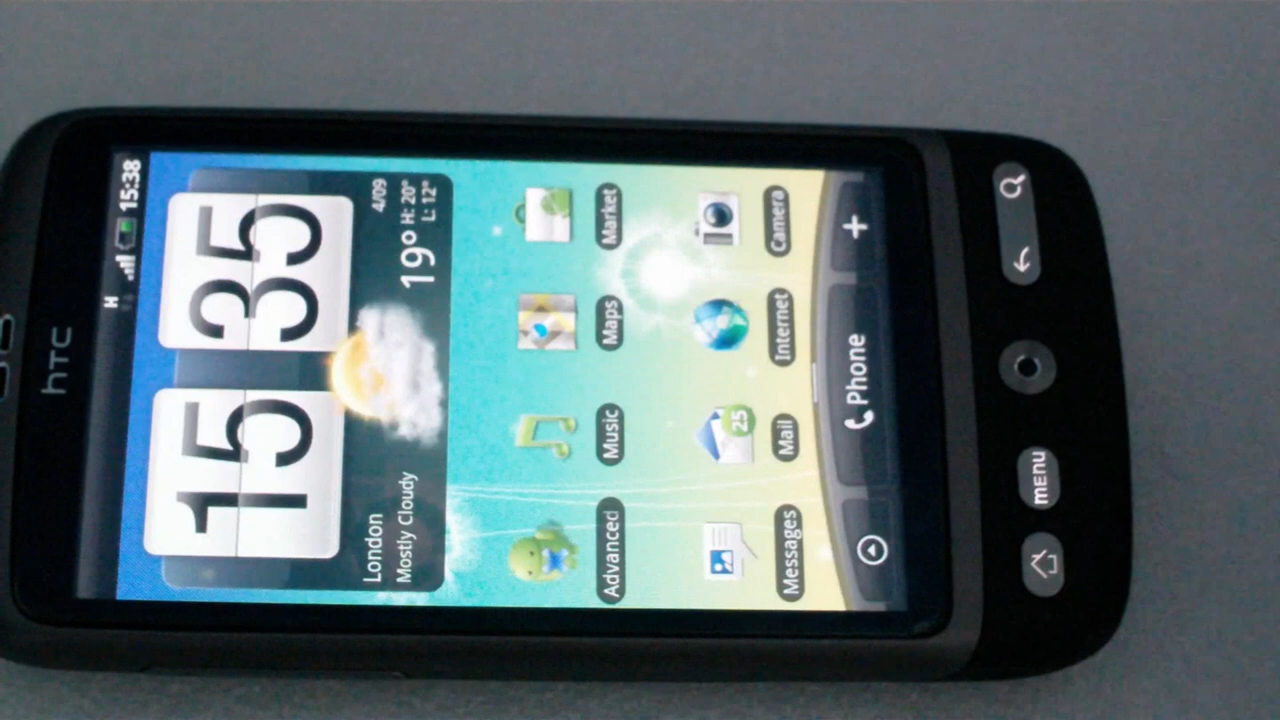 hTC
H 15:38
15 35
London 4/09
Mostly Cloudy 19° H: 20°
L: 12°
Advanced Music Maps Market
25
Messages Mail Internet Camera
Phone +
mENU